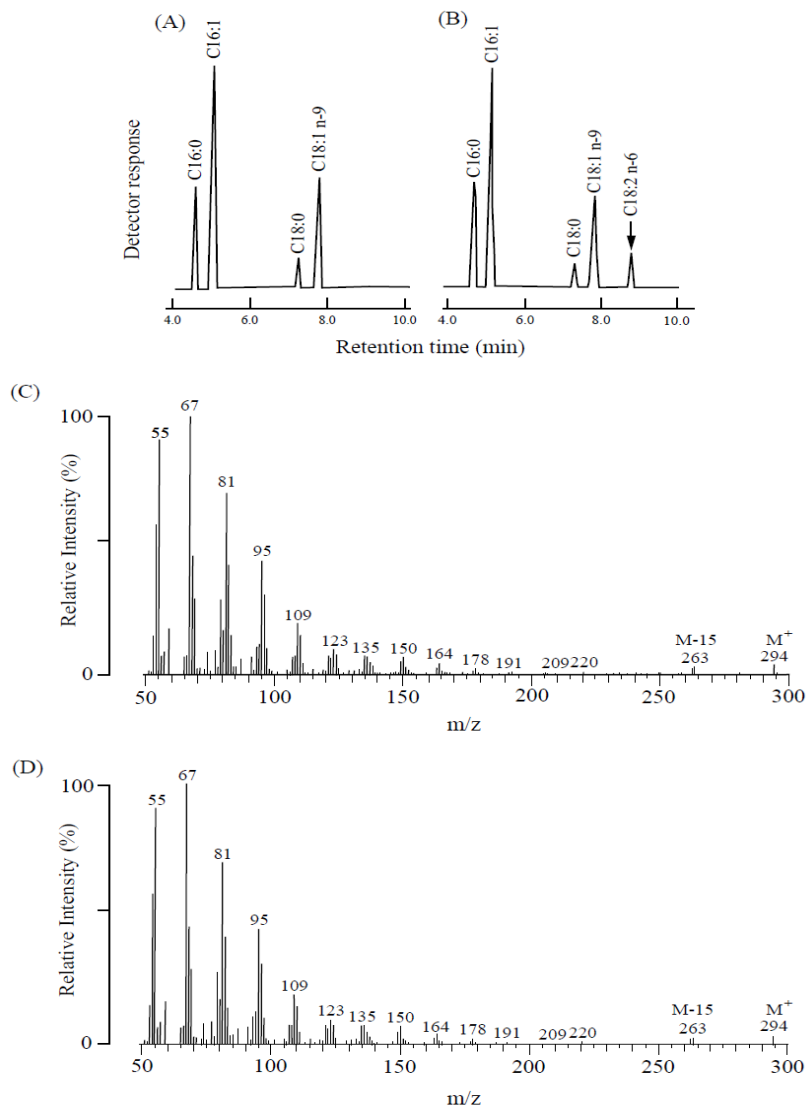 (A)
C16:0
C16:1
C18:0
C18:1 n-9
(B)
C16:0
C16:1
C18:0
C18:1 n-9
C18:2 n-6
Detector response
4.0 6.0 8.0 10.0
4.0 6.0 8.0 10.0
Retention time (min)
(C)
Relative Intensity (%)
100
0
55
67
81
95
109
123
135
150
164
178
191
209
220
M-15
263
M+
294
50 100 150 200 250 300
m/z
(D)
Relative Intensity (%)
100
0
55
67
81
95
109
123
135
150
164
178
191
209
220
M-15
263
M+
294
50 100 150 200 250 300
m/z